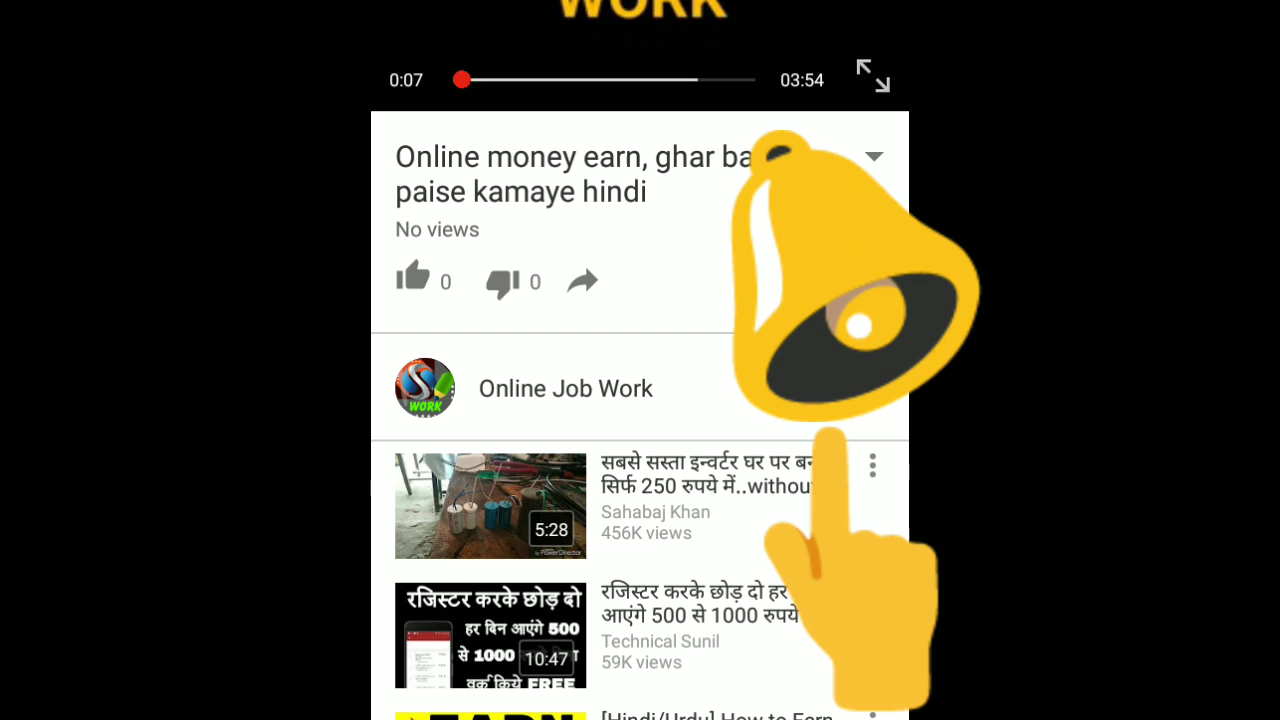 WORK
0:07
03:54
Online money earn, ghar ba
paise kamaye hindi
No views
0
0
WORK
Online Job Work
सबसे सस्ता इन्वर्टर घर पर
सिर्फ 250 रुपये में..withou
Sahabaj Khan
456K views
5:28
PowerDirector
रजिस्टर करके छोड़ दो हर
आएंगे 500 से 1000 रुपये
Technical Sunil
59K views
रजिस्टर करके छोड़ दो
हर बिन आएंगे 500
से 1000
10:47
वर्क किये FREE
EARN
[Hindi/Urdu] How to Earn